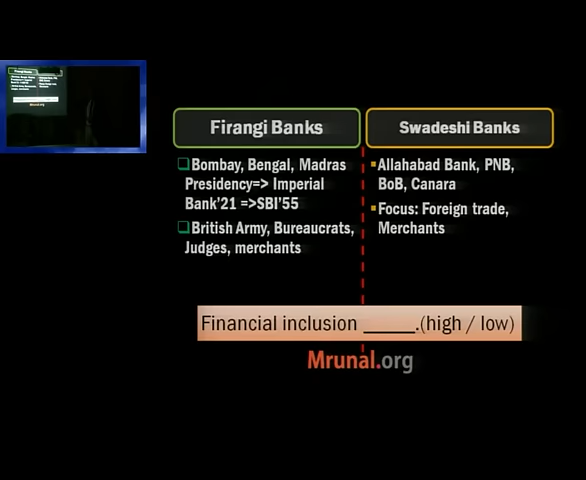 Firangi Banks
Swadeshi Banks
Bombay, Bengal, Madras
Presidency=> Imperial
Bank'21 =>SBI'55
British Army, Bureaucrats,
Judges, merchants
Allahabad Bank, PNB,
BoB, Canara
Focus: Foreign trade,
Merchants
Financial inclusion _____.(high / low)
Mrunal.org